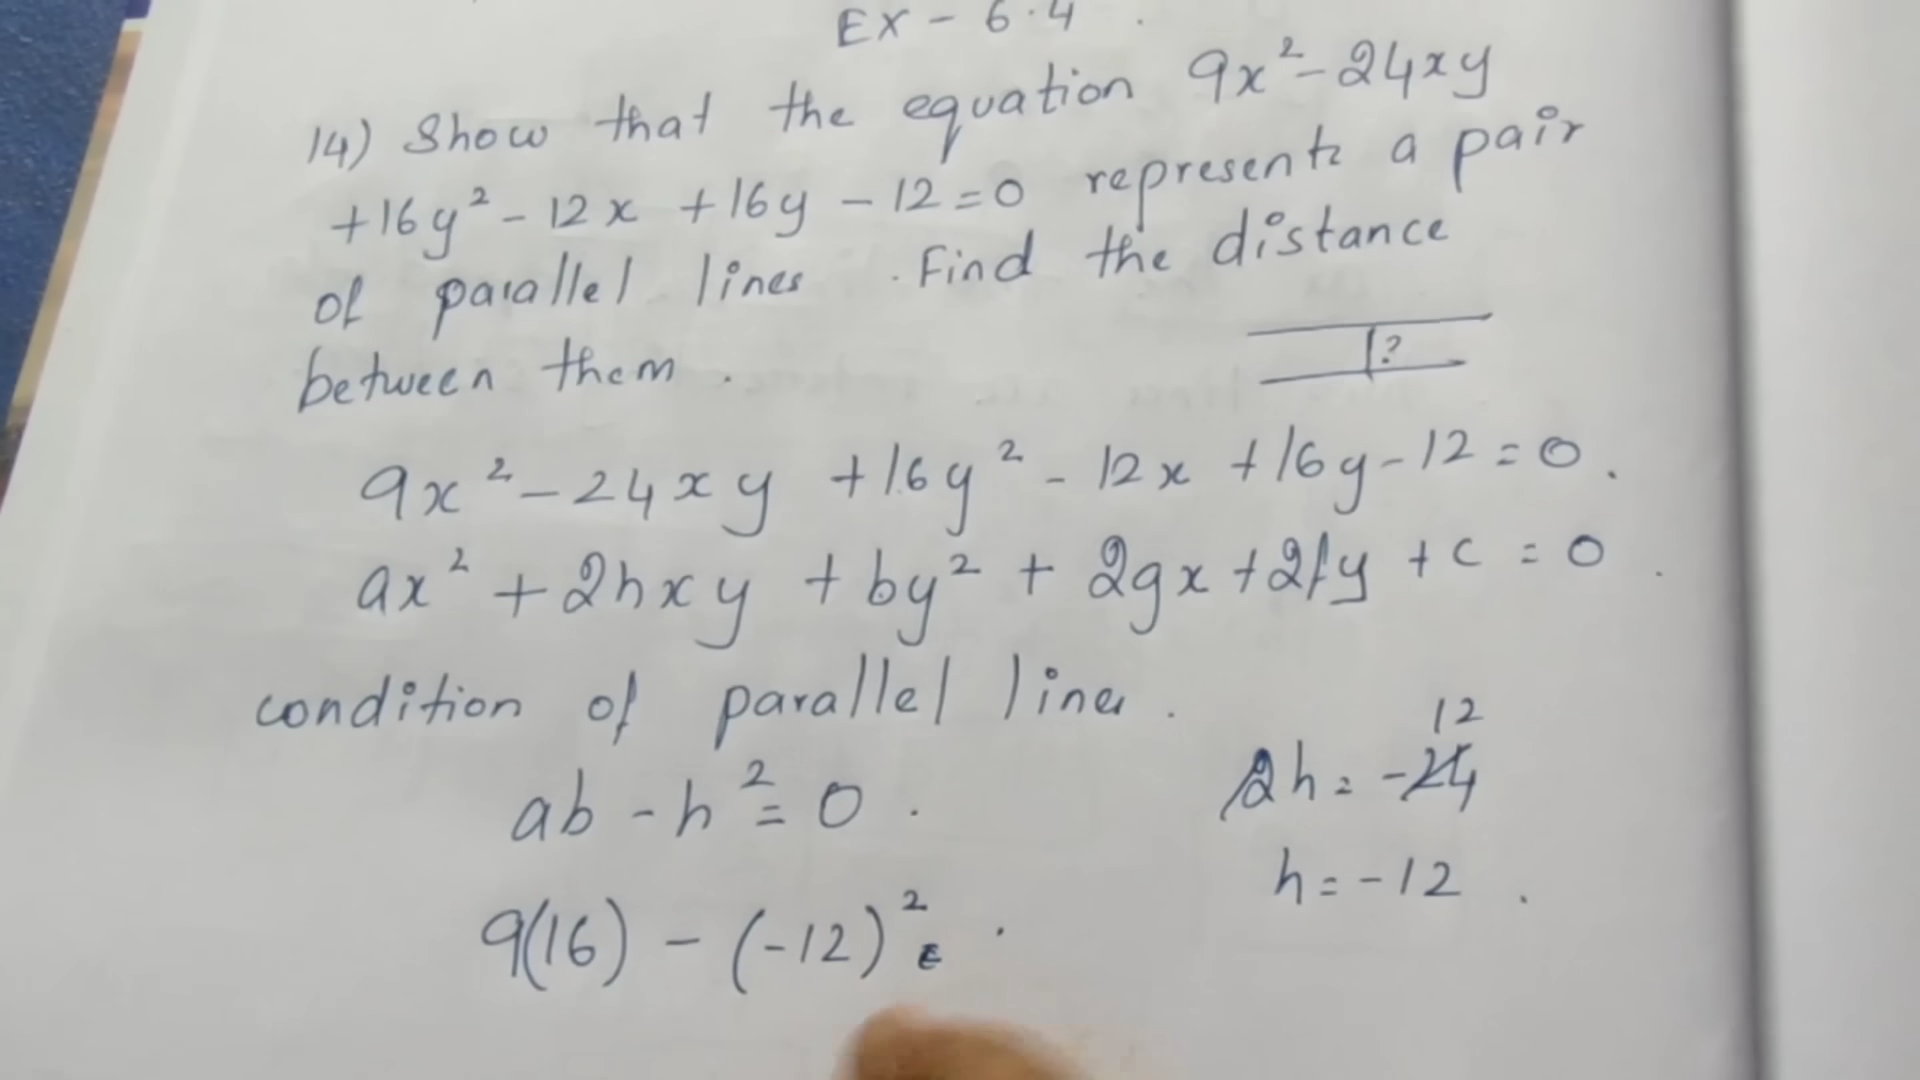 EX - 6.4
14) Show that the equation 9x² - 24xy
+16y² - 12x + 16y - 12 = 0 represents a pair
of parallel lines. Find the distance
between them.
?
9x² - 24xy + 16y² - 12x + 16y - 12 = 0.
ax² + 2hxy + by² + 2gx + 2fy + c = 0.
condition of parallel lines.
ab - h² = 0.
12
2h = -24
h = -12.
9(16) - (-12)² =